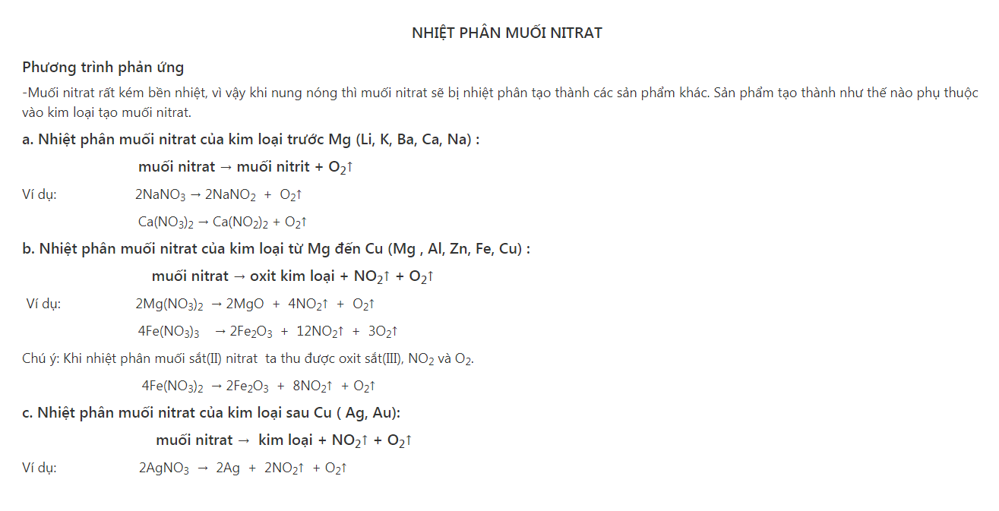 NHIỆT PHÂN MUỐI NITRAT
Phương trình phản ứng
-Muối nitrat rất kém bền nhiệt, vì vậy khi nung nóng thì muối nitrat sẽ bị nhiệt phân tạo thành các sản phẩm khác. Sản phẩm tạo thành như thế nào phụ thuộc
vào kim loại tạo muối nitrat.
a. Nhiệt phân muối nitrat của kim loại trước Mg (Li, K, Ba, Ca, Na) :
muối nitrat → muối nitrit + O₂↑
Ví dụ: 2NaNO₃ → 2NaNO₂ + O₂↑
Ca(NO₃)₂ → Ca(NO₂)₂ + O₂↑
b. Nhiệt phân muối nitrat của kim loại từ Mg đến Cu (Mg , Al, Zn, Fe, Cu) :
muối nitrat → oxit kim loại + NO₂↑ + O₂↑
Ví dụ: 2Mg(NO₃)₂ → 2MgO + 4NO₂↑ + O₂↑
4Fe(NO₃)₃ → 2Fe₂O₃ + 12NO₂↑ + 3O₂↑
Chú ý: Khi nhiệt phân muối sắt(II) nitrat ta thu được oxit sắt(III), NO₂ và O₂.
4Fe(NO₃)₂ → 2Fe₂O₃ + 8NO₂↑ + O₂↑
c. Nhiệt phân muối nitrat của kim loại sau Cu ( Ag, Au):
muối nitrat → kim loại + NO₂↑ + O₂↑
Ví dụ: 2AgNO₃ → 2Ag + 2NO₂↑ + O₂↑